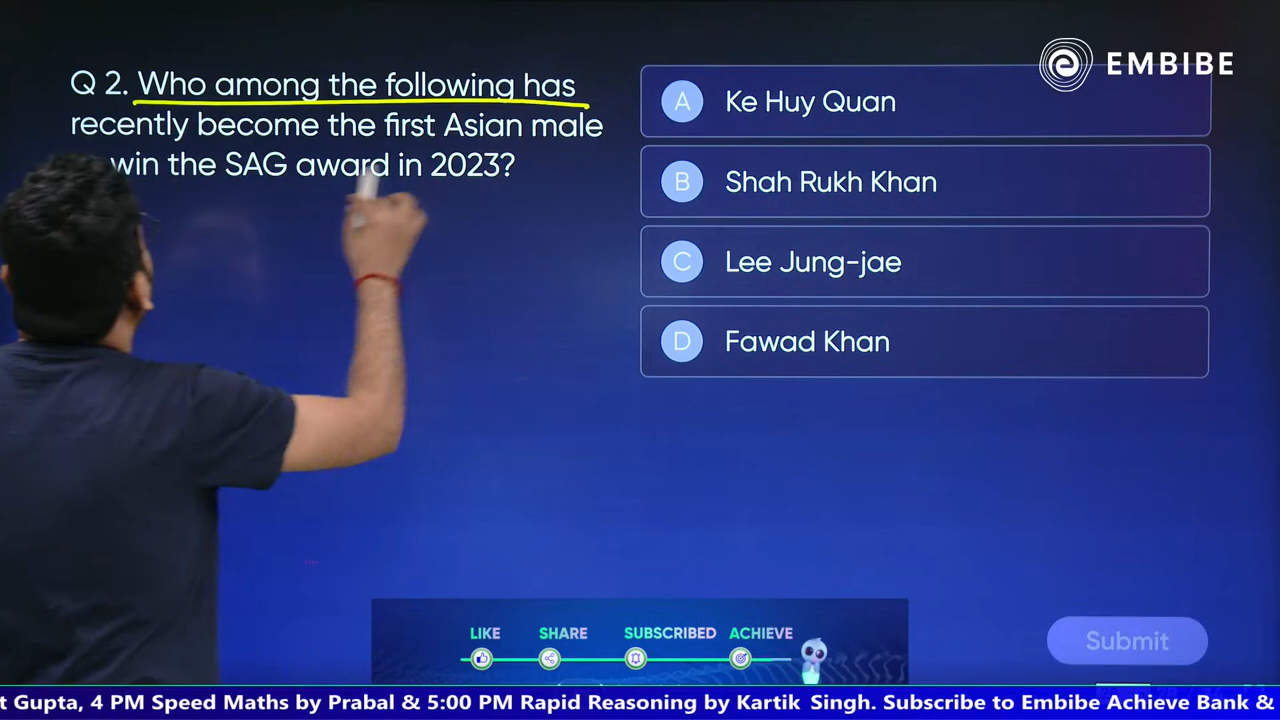 EMBIBE
Q 2. Who among the following has
recently become the first Asian male
win the SAG award in 2023?
A Ke Huy Quan
B Shah Rukh Khan
C Lee Jung-jae
D Fawad Khan
LIKE SHARE SUBSCRIBED ACHIEVE
Submit
t Gupta, 4 PM Speed Maths by Prabal & 5:00 PM Rapid Reasoning by Kartik Singh. Subscribe to Embibe Achieve Bank &